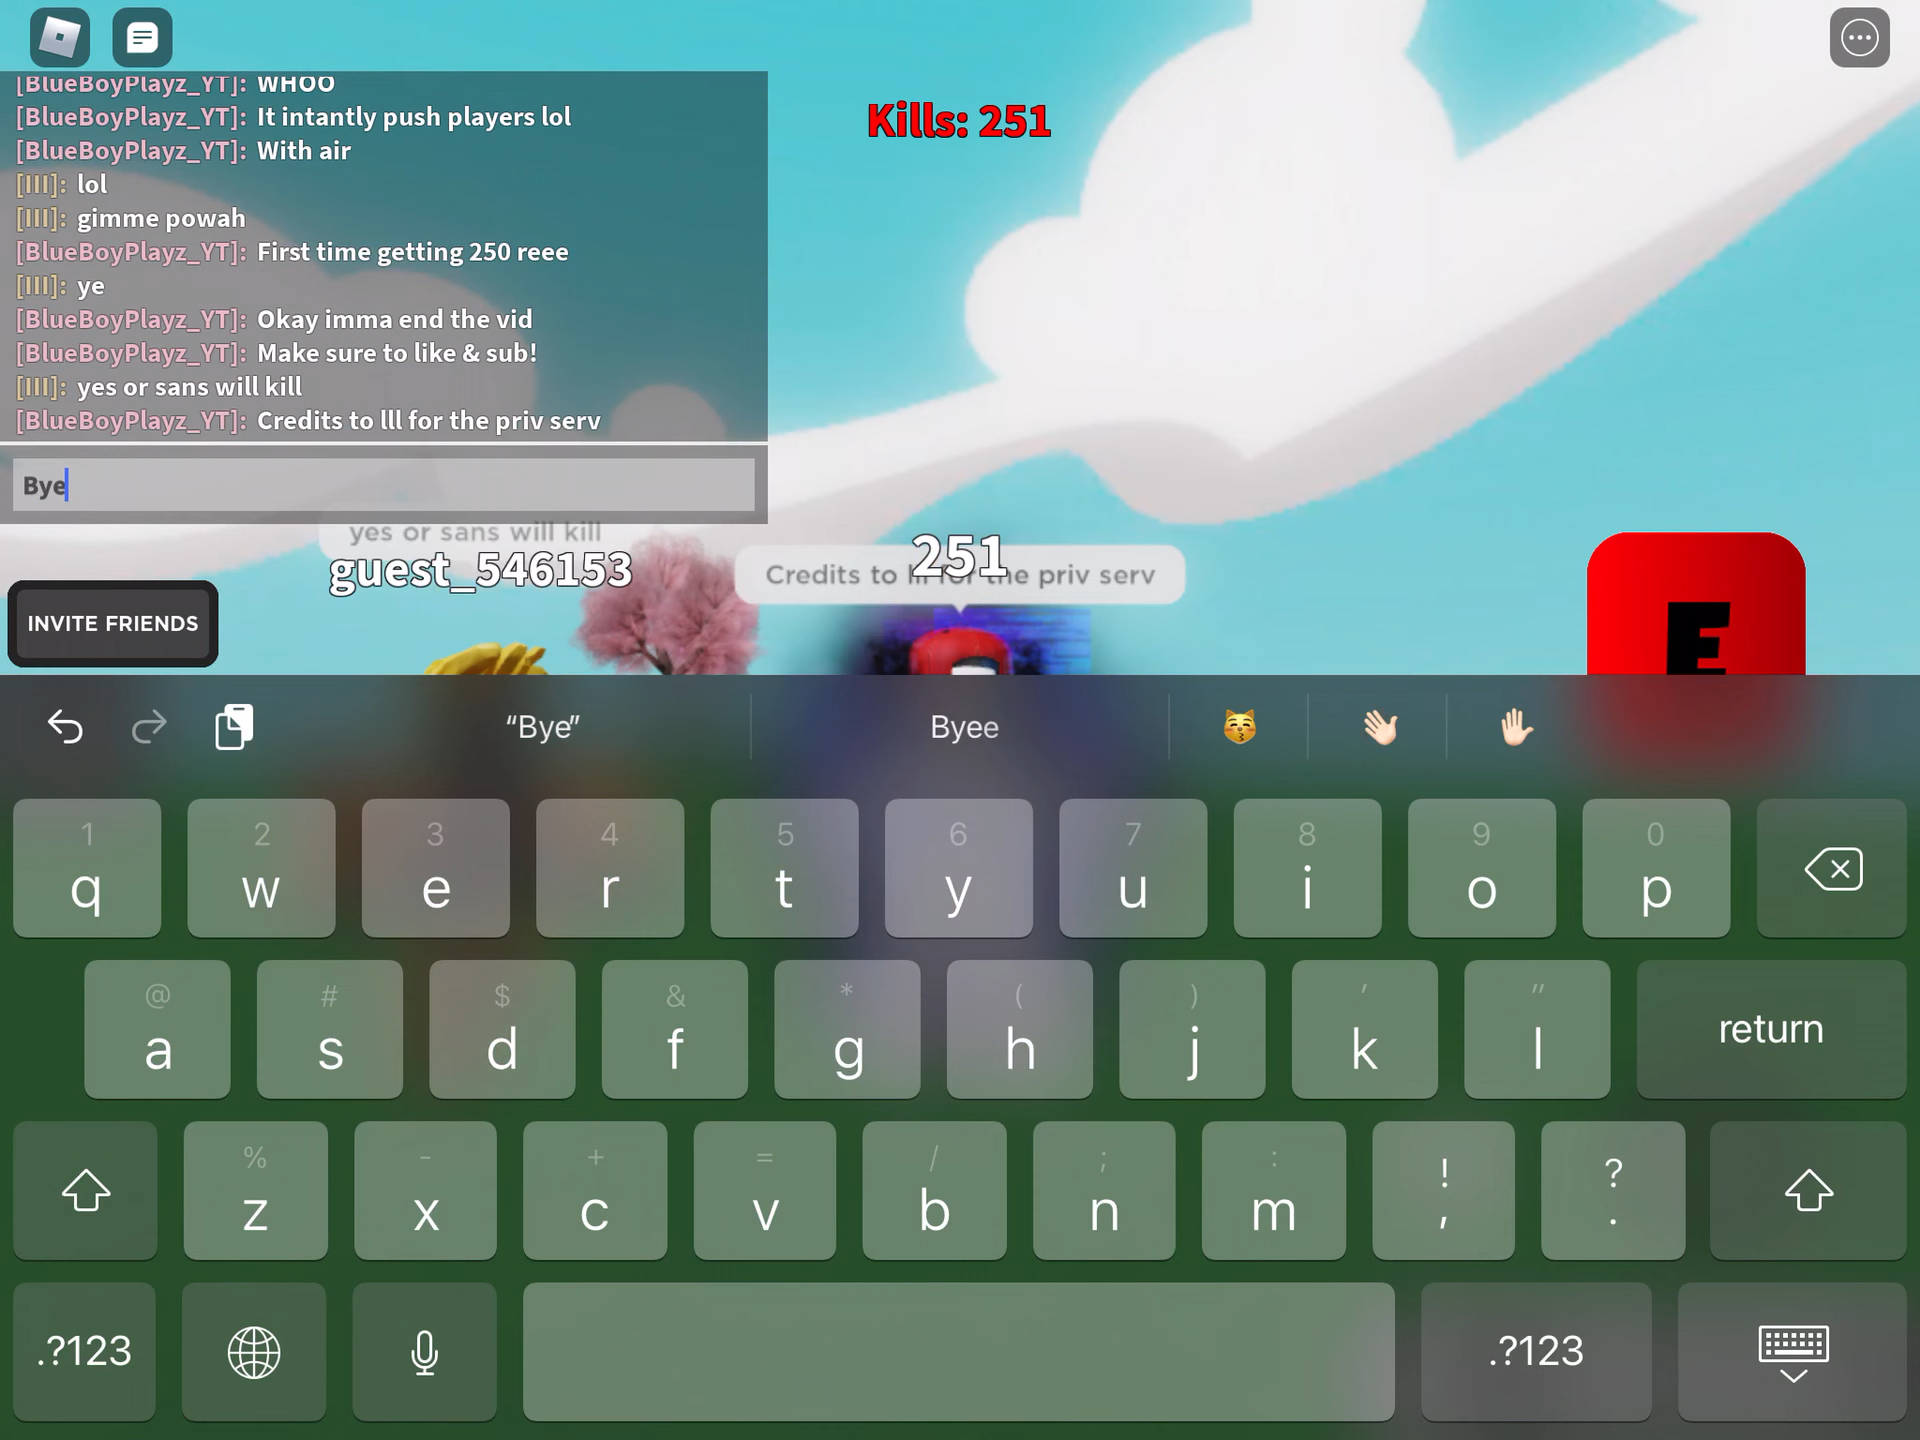 [BlueBoyPlayz_YT]: WHOO
[BlueBoyPlayz_YT]: It intantly push players lol
[BlueBoyPlayz_YT]: With air
[lll]: lol
[lll]: gimme powah
[BlueBoyPlayz_YT]: First time getting 250 reee
[lll]: ye
[BlueBoyPlayz_YT]: Okay imma end the vid
[BlueBoyPlayz_YT]: Make sure to like & sub!
[lll]: yes or sans will kill
[BlueBoyPlayz_YT]: Credits to lll for the priv serv
Bye
Kills: 251
yes or sans will kill
guest_546153
251
Credits to lll for the priv serv
INVITE FRIENDS
E
“Bye” Byee
1 2 3 4 5 6 7 8 9 0
q w e r t y u i o p
@ # $ & * ( ) ' "
a s d f g h j k l return
% - + = / ; : ! ?
z x c v b n m , .
.?123 .?123